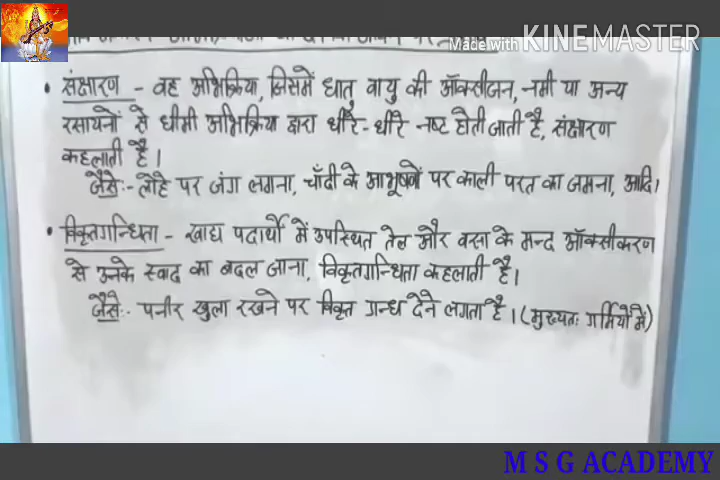 Made with KINEMASTER
• संक्षारण - वह अभिक्रिया, जिसमें धातु वायु की ऑक्सीजन, नमी या अन्य
रसायनों से धीमी अभिक्रिया द्वारा धीरे-धीरे नष्ट होती जाती है, संक्षारण
कहलाती है।
जैसे:- लोहे पर जंग लगना, चाँदी के आभूषणों पर काली परत का जमना, आदि।
• विकृतगन्धिता - खाद्य पदार्थों में उपस्थित तेल और वसा के मन्द ऑक्सीकरण
से उनके स्वाद का बदल जाना, विकृतगन्धिता कहलाती है।
जैसे:- पनीर खुला रखने पर विकृत गन्ध देने लगता है। (मुख्यतः गर्मियों में)
M S G ACADEMY